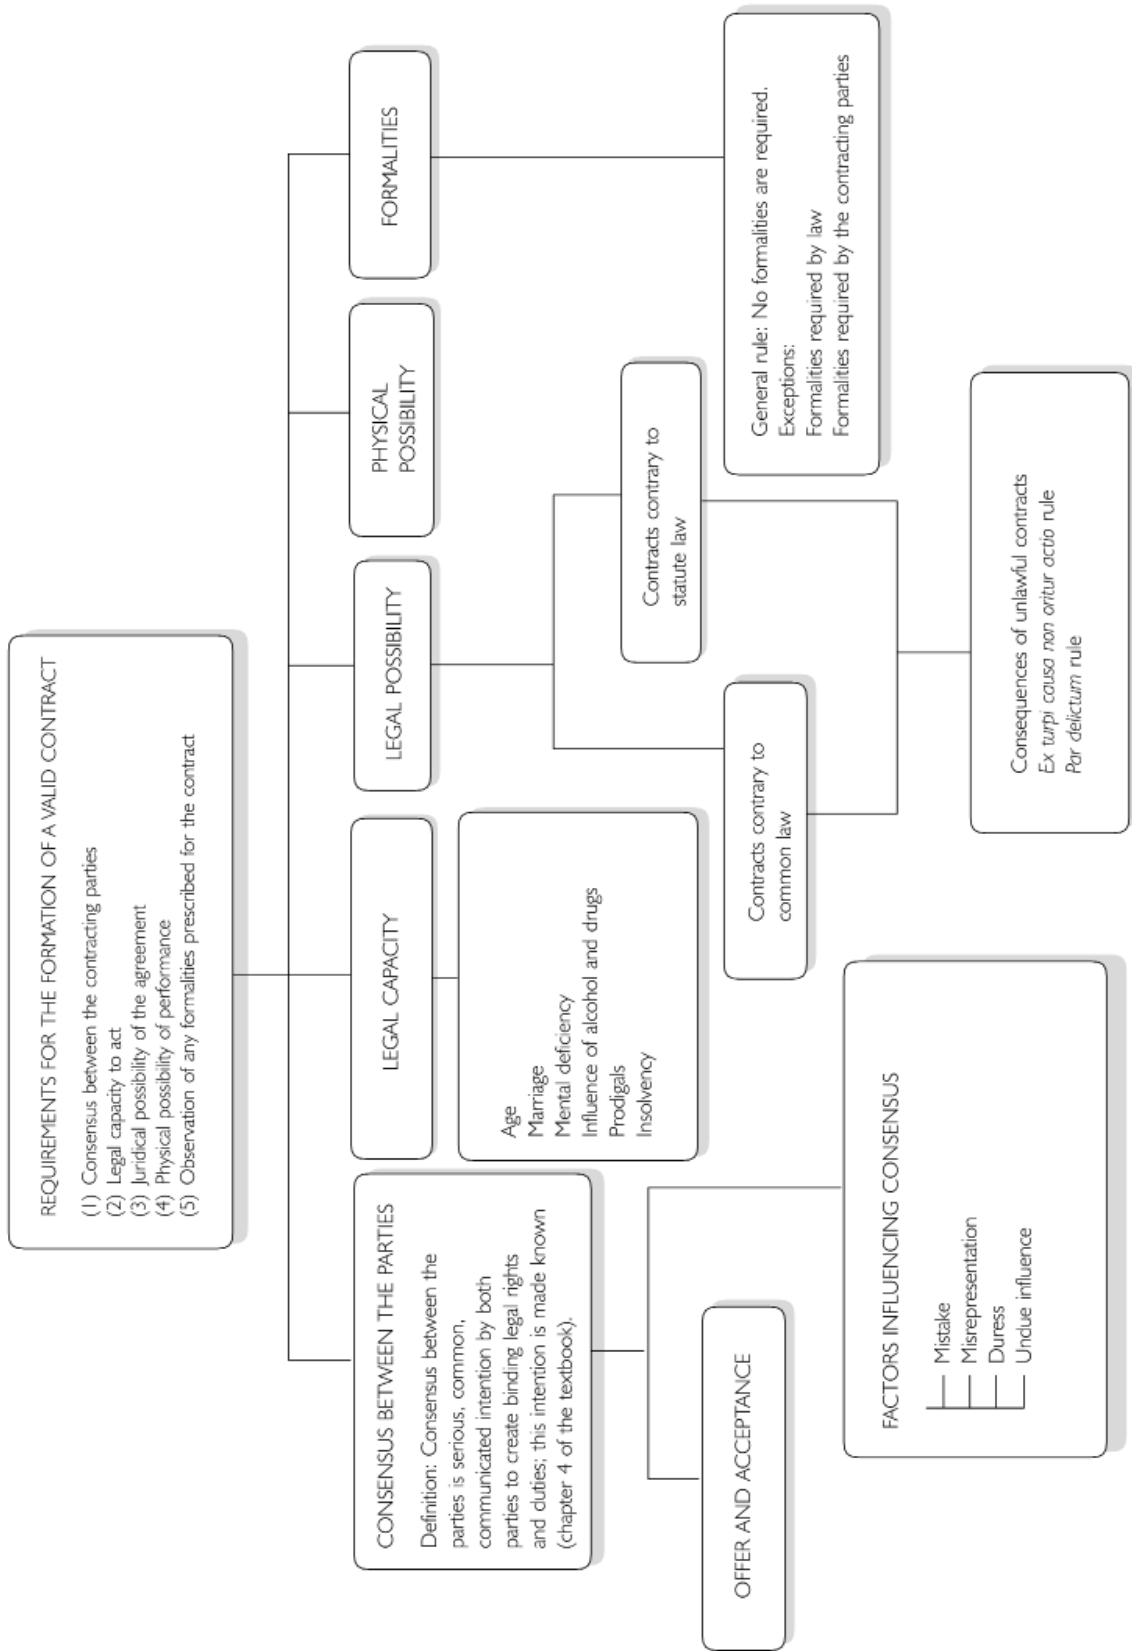 REQUIREMENTS FOR THE FORMATION OF A VALID CONTRACT
(1) Consensus between the contracting parties
(2) Legal capacity to act
(3) Juridical possibility of the agreement
(4) Physical possibility of performance
(5) Observation of any formalities prescribed for the contract
CONSENSUS BETWEEN THE PARTIES
Definition: Consensus between the
parties is serious, common,
communicated intention by both
parties to create binding legal rights
and duties; this intention is made known
(chapter 4 of the textbook).
LEGAL CAPACITY
LEGAL POSSIBILITY
PHYSICAL
POSSIBILITY
FORMALITIES
Age
Marriage
Mental deficiency
Influence of alcohol and drugs
Prodigals
Insolvency
Contracts contrary to
statute law
OFFER AND ACCEPTANCE
Contracts contrary to
common law
General rule: No formalities are required.
Exceptions:
Formalities required by law
Formalities required by the contracting parties
FACTORS INFLUENCING CONSENSUS
Mistake
Misrepresentation
Duress
Undue influence
Consequences of unlawful contracts
Ex turpi causa non oritur actio rule
Par delictum rule